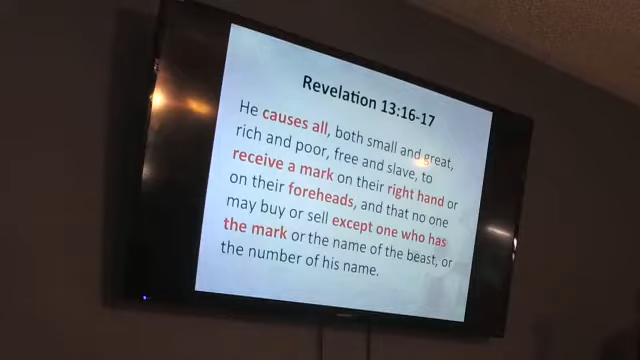 Revelation 13:16-17
He causes all, both small and great,
rich and poor, free and slave, to
receive a mark on their right hand or
on their foreheads, and that no one
may buy or sell except one who has
the mark or the name of the beast, or
the number of his name.